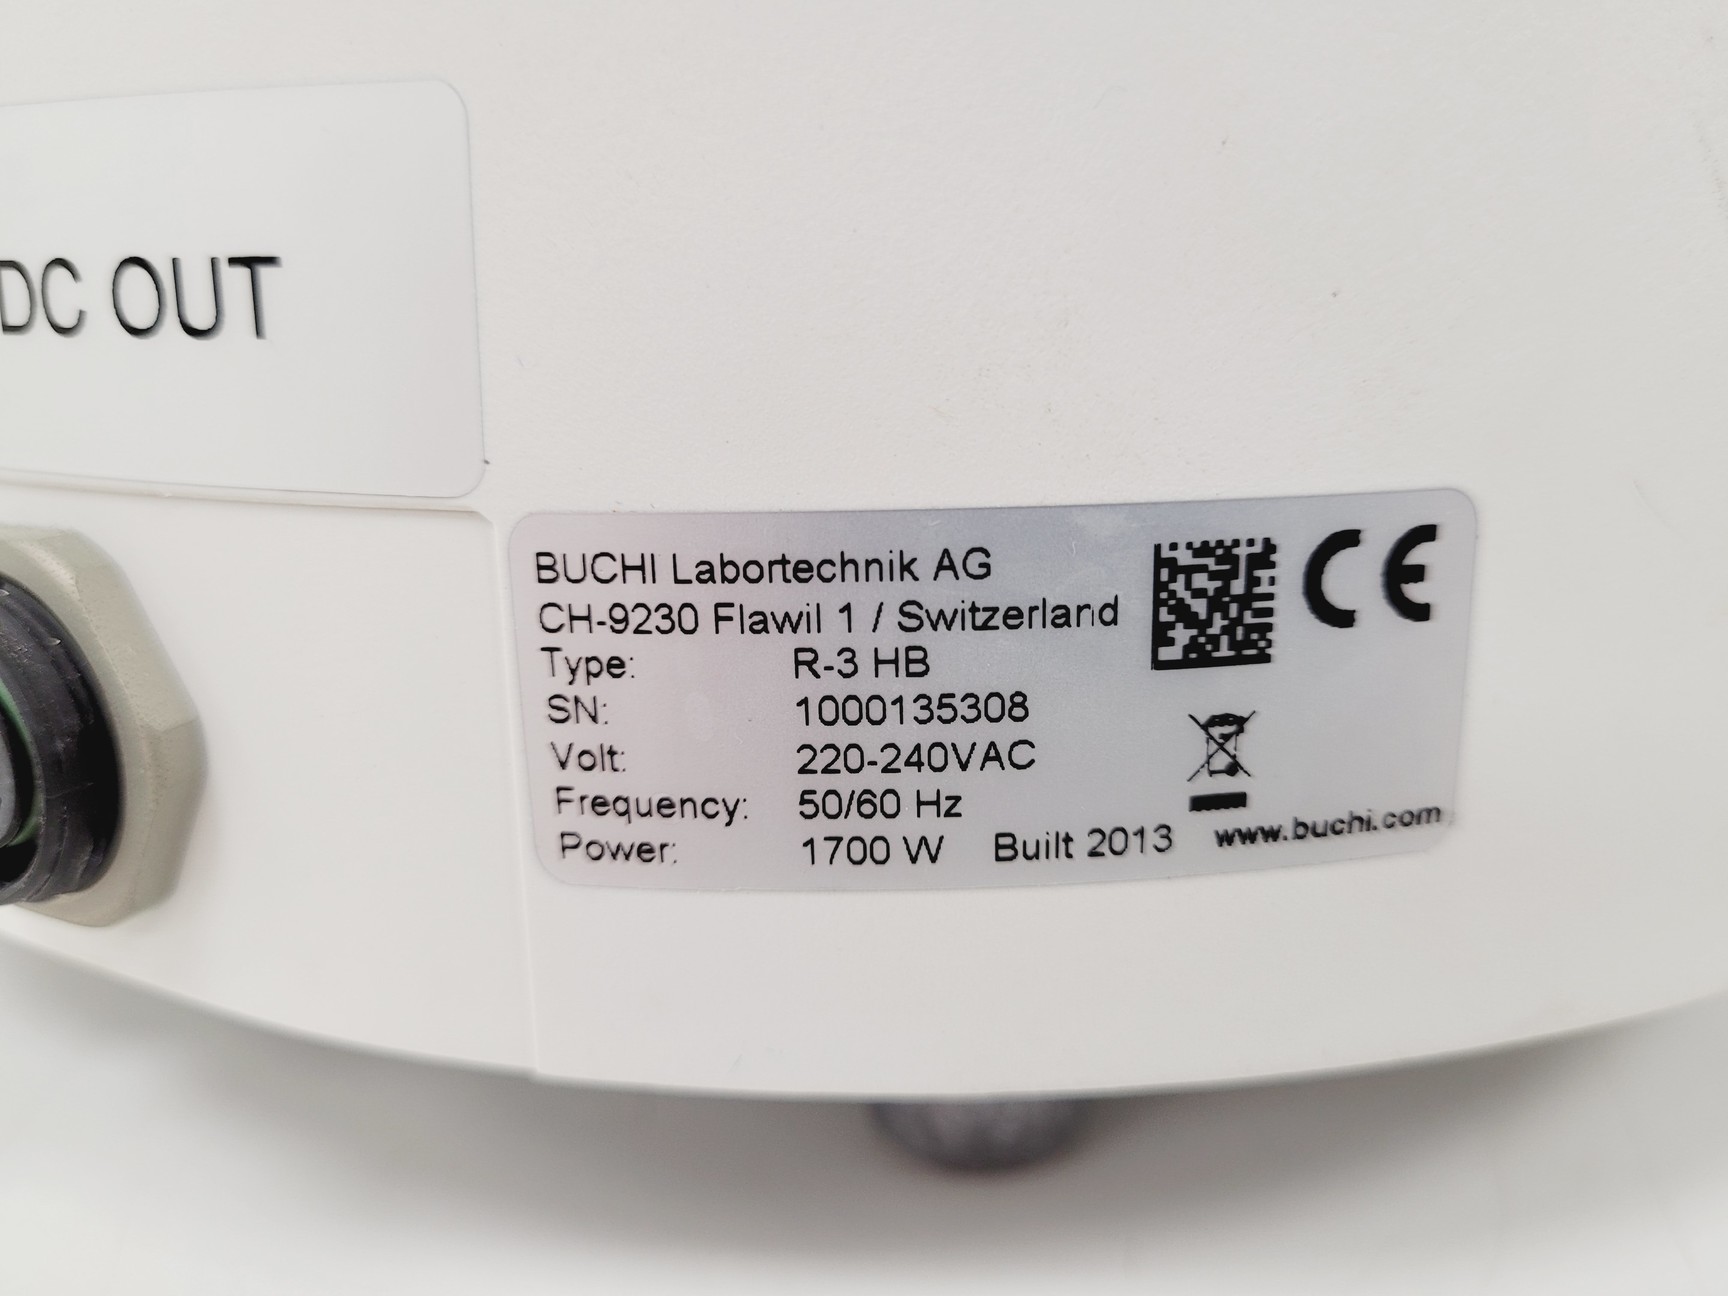 DC OUT
BUCHI Labortechnik AG
CH-9230 Flawil 1 / Switzerland
Type: R-3 HB
SN: 1000135308
Volt: 220-240VAC
Frequency: 50/60 Hz
Power: 1700 W Built 2013 www.buchi.com
CE